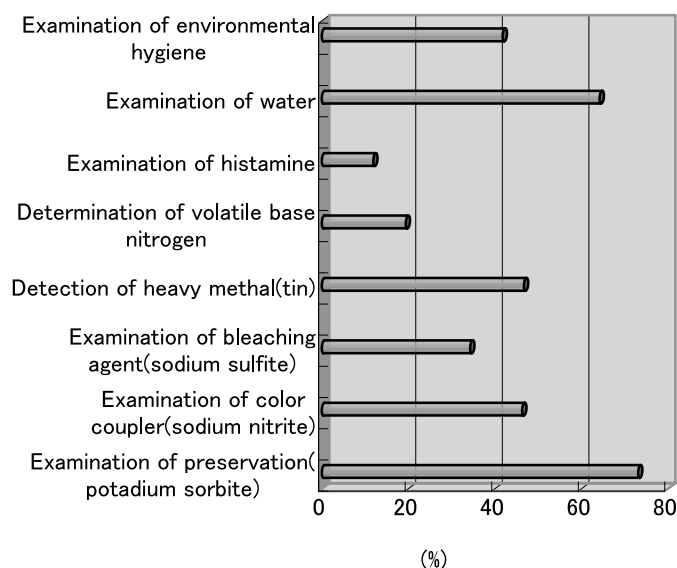 Examination of environmental
hygiene
Examination of water
Examination of histamine
Determination of volatile base
nitrogen
Detection of heavy methal(tin)
Examination of bleaching
agent(sodium sulfite)
Examination of color
coupler(sodium nitrite)
Examination of preservation(
potadium sorbite)
0 20 40 60 80
(%)